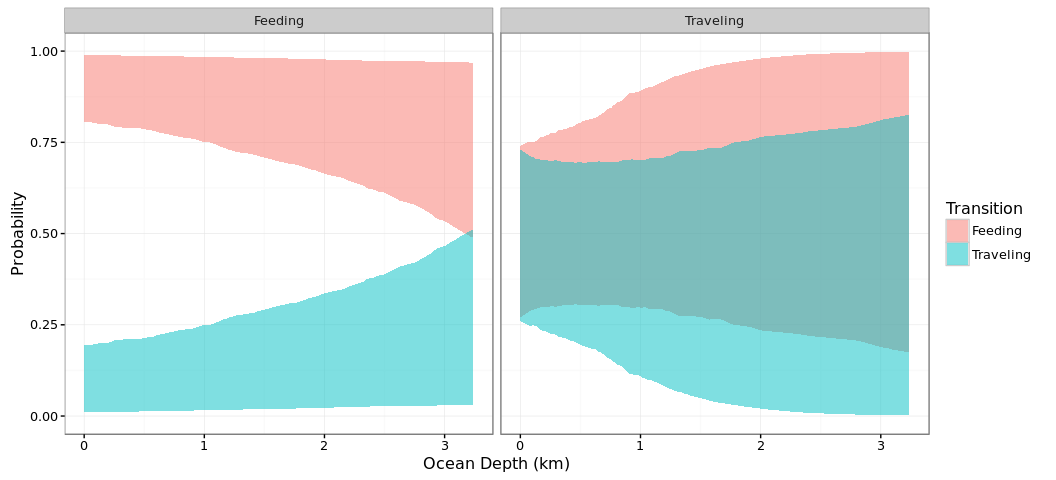 Feeding
Traveling
1.00
0.75
0.50
0.25
0.00
Probability
0 1 2 3
0 1 2 3
Ocean Depth (km)
Transition
Feeding
Traveling